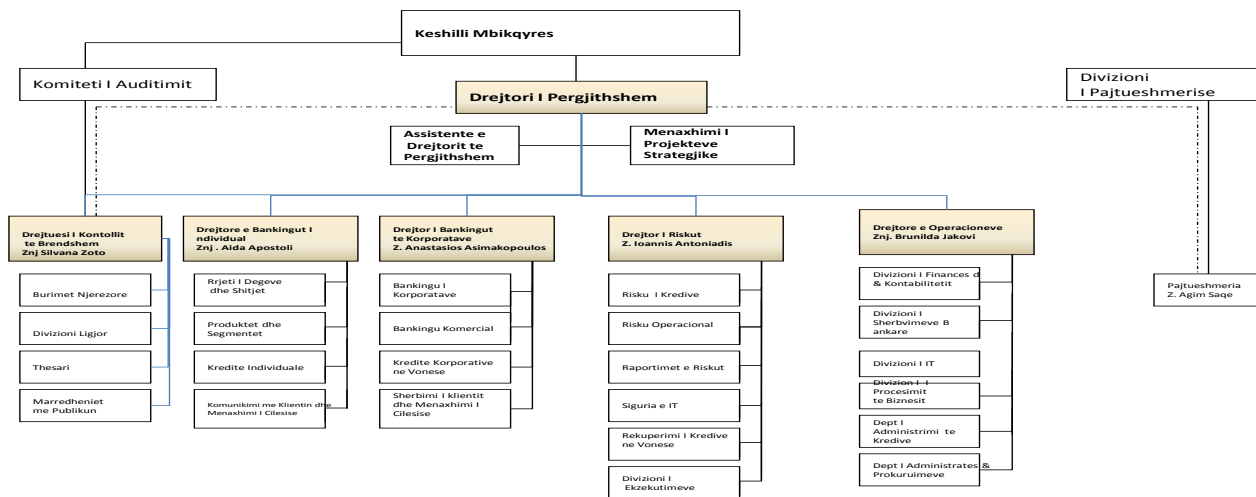 Keshilli Mbikqyres
Komiteti I Auditimit
Divizioni
I Pajtueshmerise
Drejtori I Pergjithshem
Assistente e
Drejtorit te
Pergjithshem
Menaxhimi I
Projekteve
Strategjike
Drejtuesi I Kontollit
te Brendshem
Znj Silvana Zoto
Burimet Njerezore
Divizioni Ligjor
Thesari
Marredheniet
me Publikun
Drejtore e Bankingut I
ndividual
Znj . Aida Apostoli
Rrjeti I Degeve
dhe Shitjet
Produktet dhe
Segmentet
Kredite Individuale
Komunikimi me Klientin dhe
Menaxhimi I Cilesise
Drejtor I Bankingut
te Korporatave
Z. Anastasios Asimakopoulos
Bankingu I
Korporatave
Bankingu Komercial
Kredite Korporative
ne Vonese
Sherbimi I klientit
dhe Menaxhimi I
Cilesise
Drejtor I Riskut
Z. Ioannis Antoniadis
Risku I Kredive
Risku Operacional
Raportimet e Riskut
Siguria e IT
Rekuperimi I Kredive
ne Vonese
Divizioni I
Ekzekutimeve
Drejtore e Operacioneve
Znj. Brunilda Jakovi
Divizioni I Finances d
& Kontabilitetit
Divizioni I
Sherbvimeve B
ankare
Divizioni I IT
Divizioni I I
Procesimit
te Biznesit
Dept I
Administrimi te
Kredive
Dept I Administrates &
Prokuruimeve
Pajtueshmeria
Z. Agim Saqe